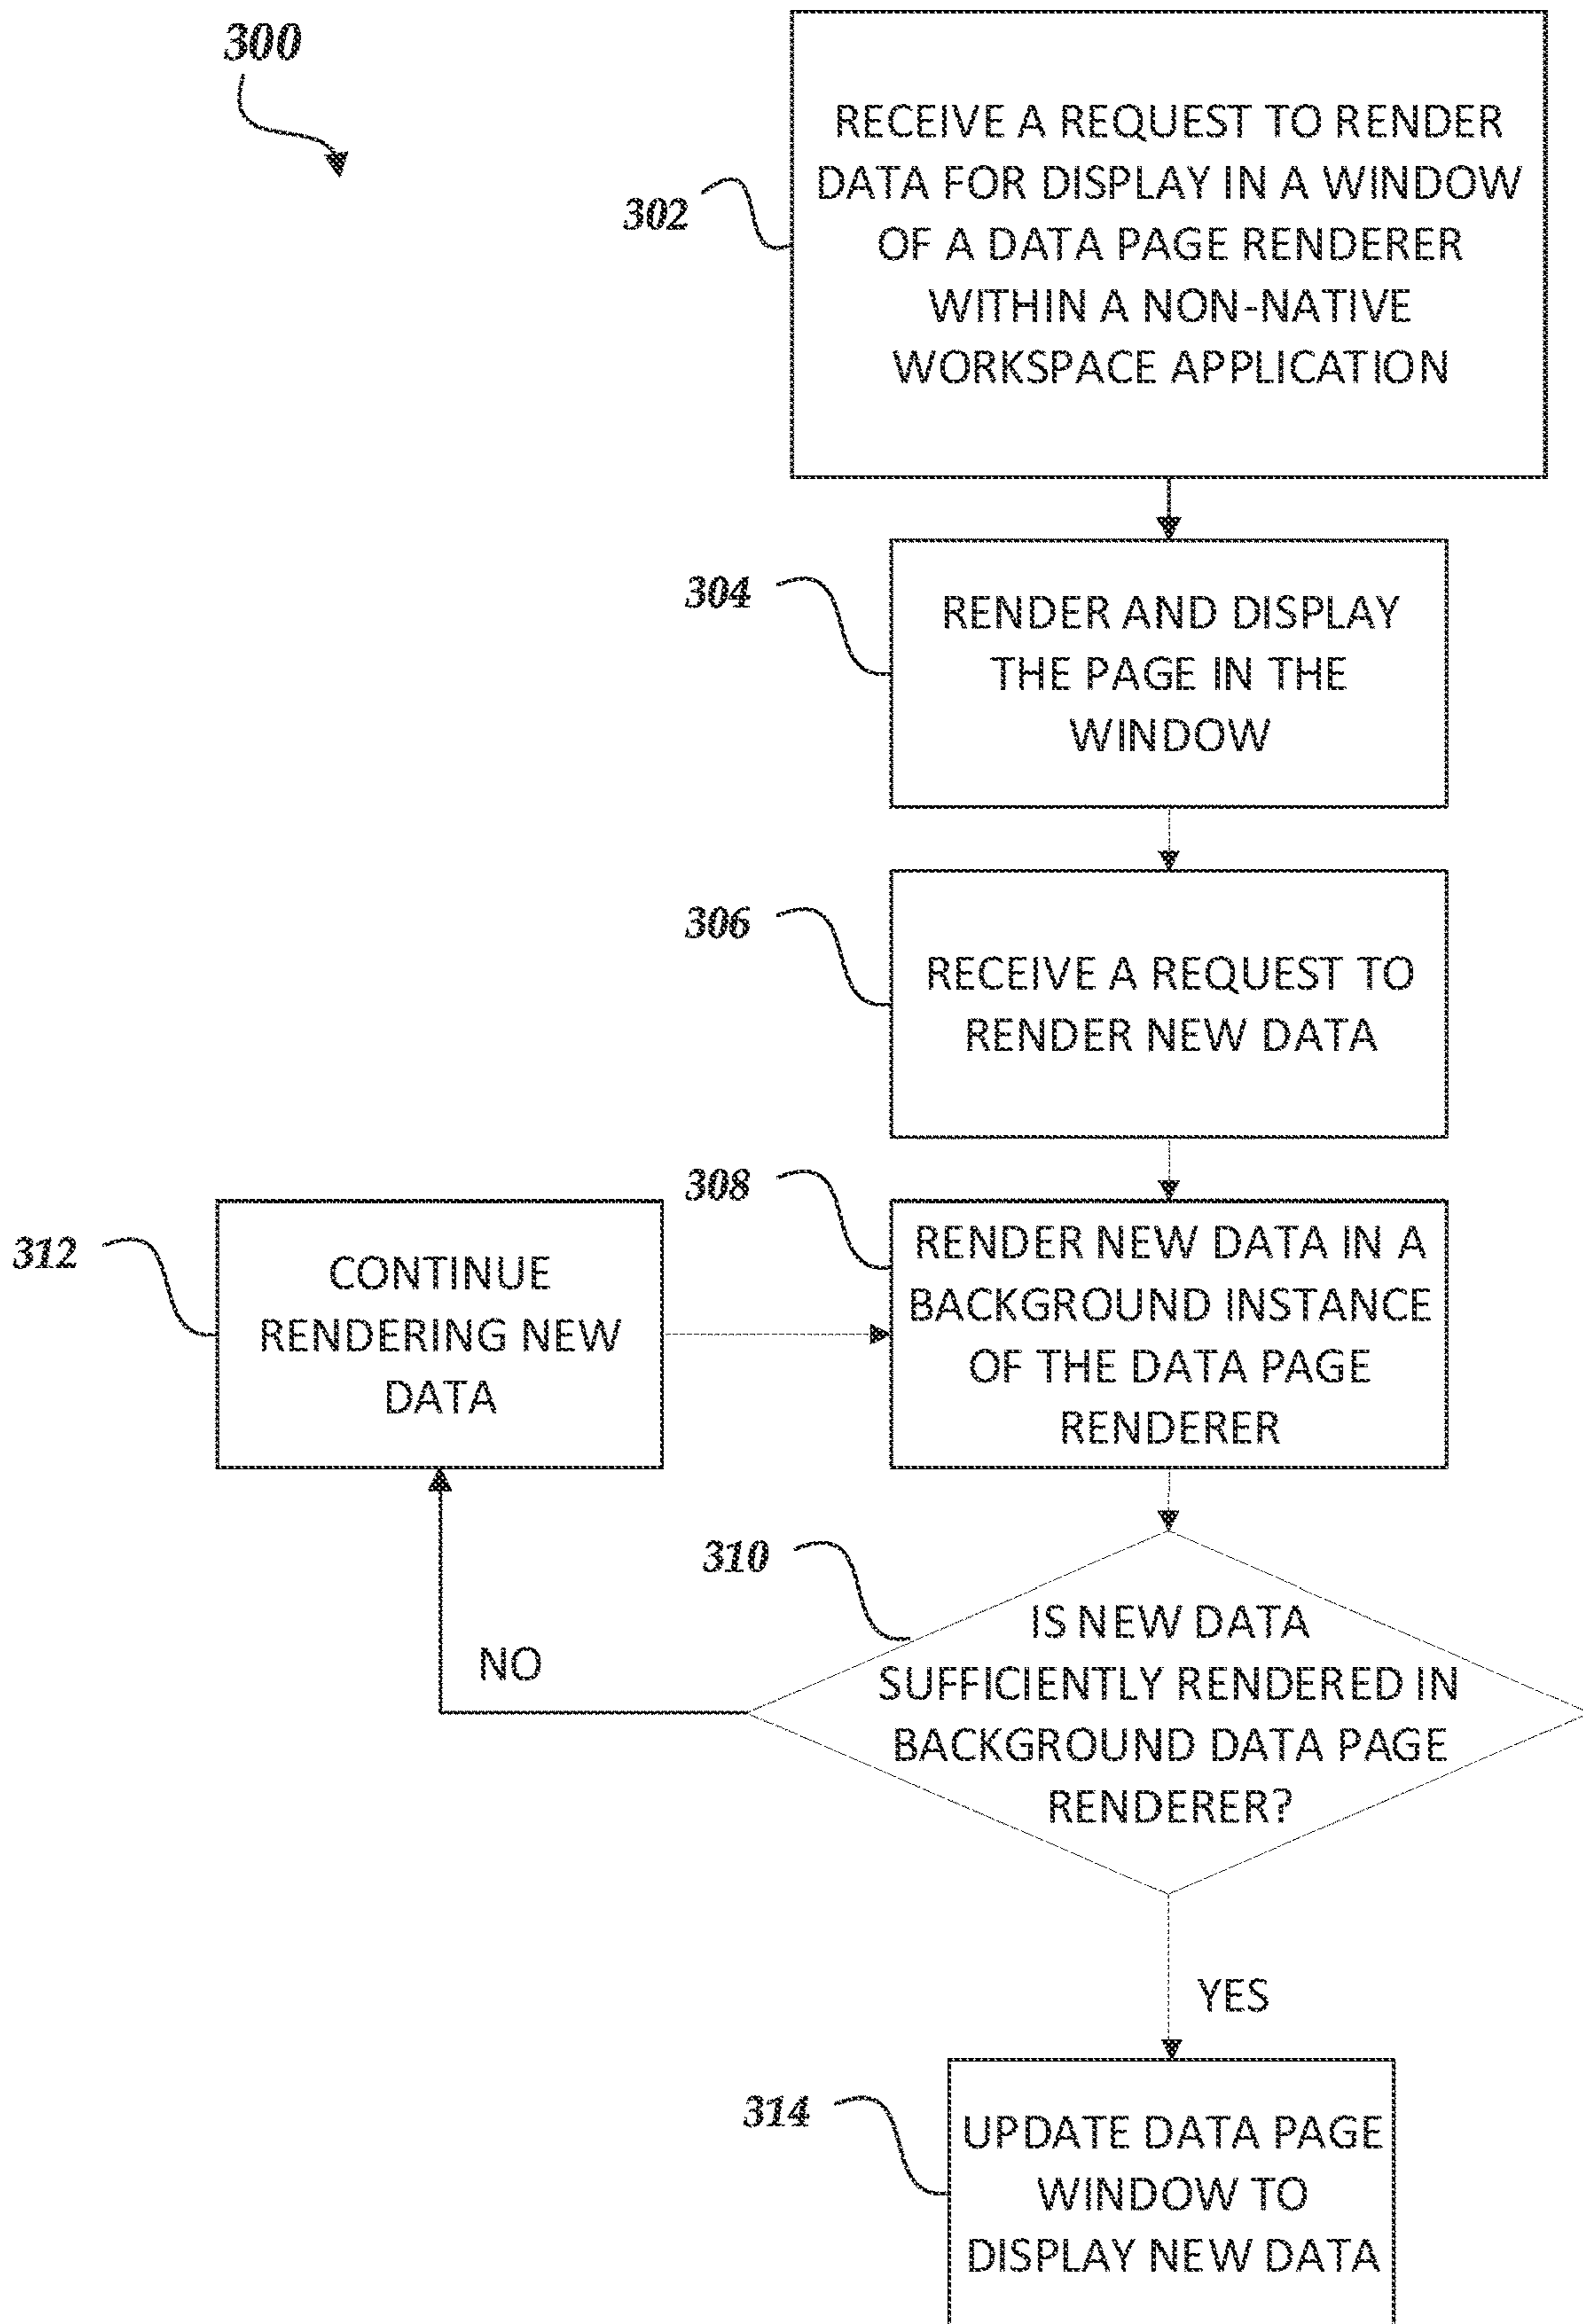 300
302
RECEIVE A REQUEST TO RENDER
DATA FOR DISPLAY IN A WINDOW
OF A DATA PAGE RENDERER
WITHIN A NON-NATIVE
WORKSPACE APPLICATION
304
RENDER AND DISPLAY
THE PAGE IN THE
WINDOW
306
RECEIVE A REQUEST TO
RENDER NEW DATA
308
RENDER NEW DATA IN A
BACKGROUND INSTANCE
OF THE DATA PAGE
RENDERER
312
CONTINUE
RENDERING NEW
DATA
310
IS NEW DATA
SUFFICIENTLY RENDERED IN
BACKGROUND DATA PAGE
RENDERER?
NO
YES
314
UPDATE DATA PAGE
WINDOW TO
DISPLAY NEW DATA